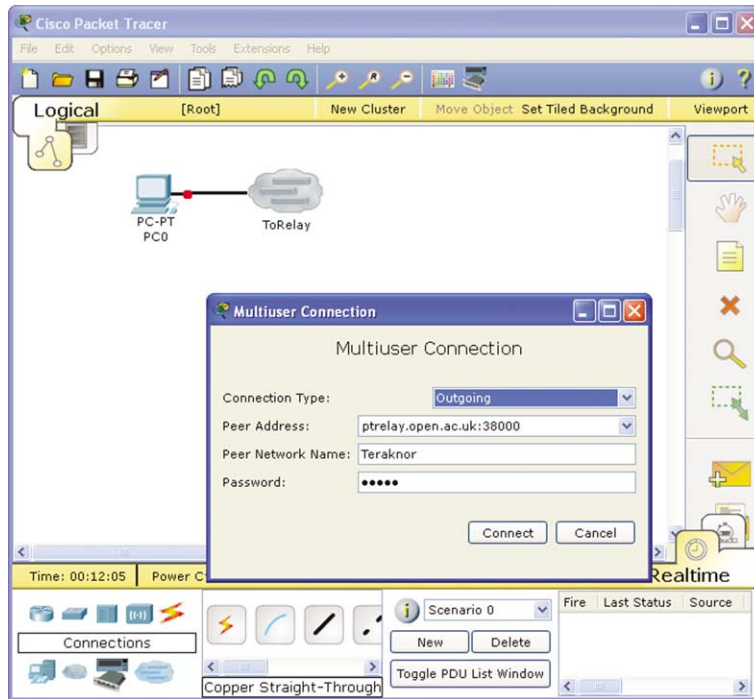 Cisco Packet Tracer
File Edit Options View Tools Extensions Help
Logical [Root] New Cluster Move Object Set Tiled Background Viewport
PC-PT
PC0
ToRelay
Multiuser Connection
Multiuser Connection
Connection Type: Outgoing
Peer Address: ptrelay.open.ac.uk:38000
Peer Network Name: Teraknor
Password: •••••
Connect Cancel
Time: 00:12:05 Power C Realtime
Connections
Copper Straight-Through
Scenario 0
New Delete
Toggle PDU List Window
Fire Last Status Source